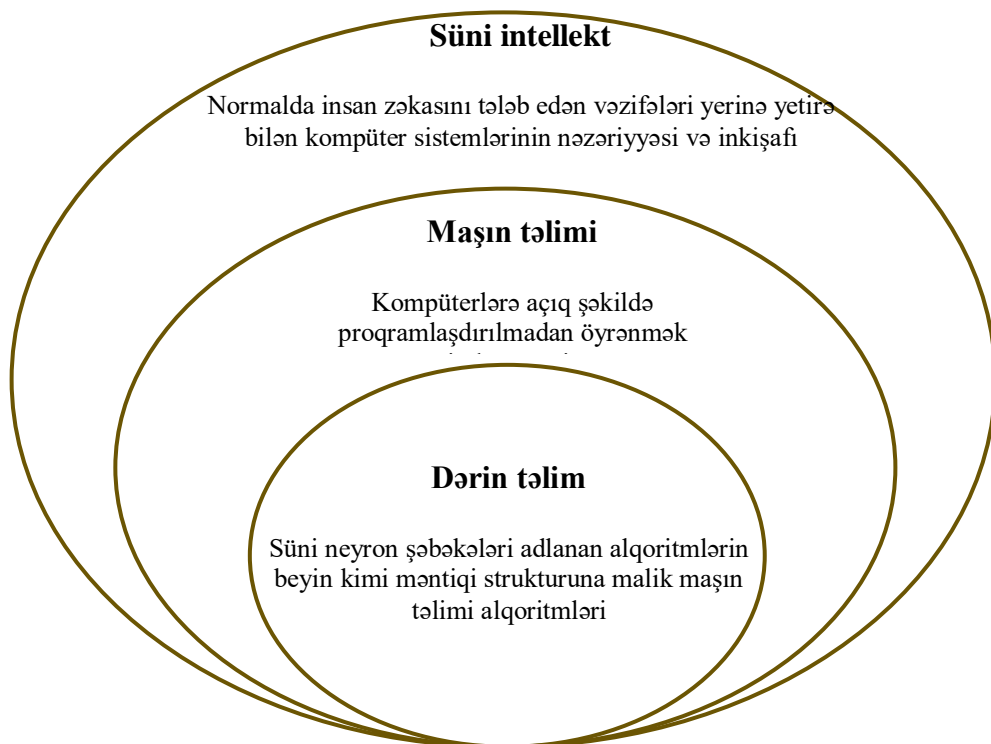 Süni intellekt
Normalda insan zəkasını tələb edən vəzifələri yerinə yetirə
bilən kompüter sistemlərinin nəzəriyyəsi və inkişafı
Maşın təlimi
Kompüterlərə açıq şəkildə
proqramlaşdırılmadan öyrənmək
Dərin təlim
Süni neyron şəbəkələri adlanan alqoritmlərin
beyin kimi məntiqi strukturuna malik maşın
təlimi alqoritmləri